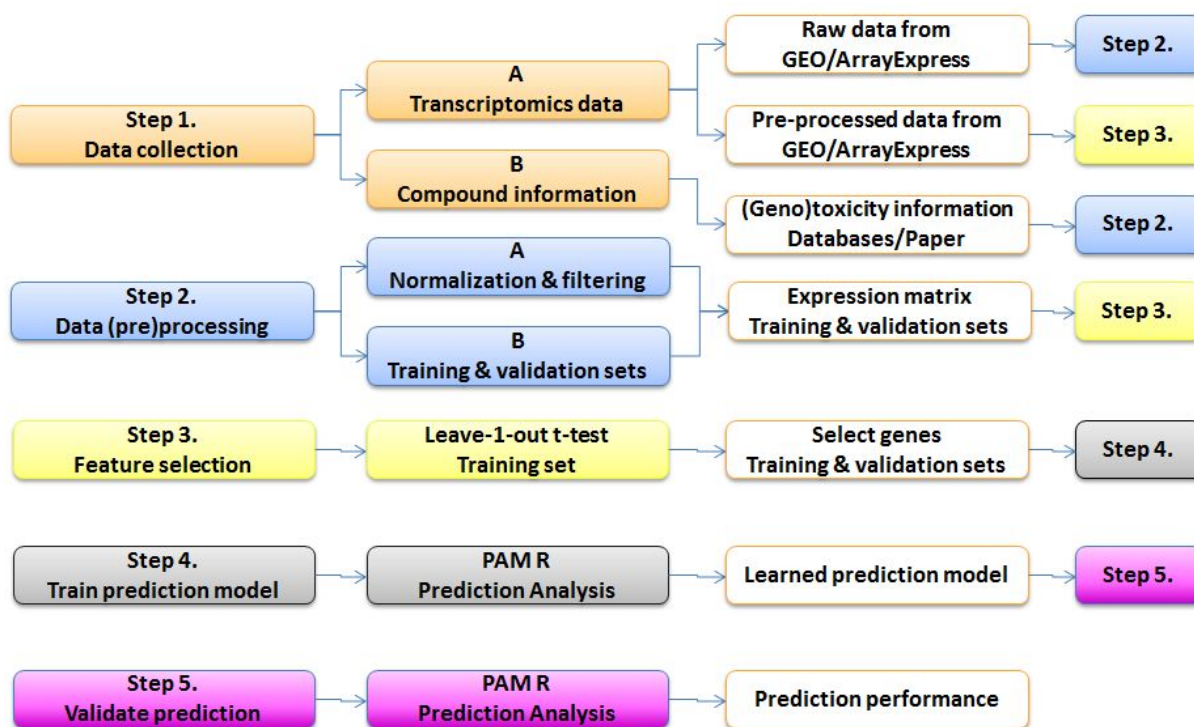 Step 1.
Data collection
A
Transcriptomics data
B
Compound information
Raw data from
GEO/ArrayExpress
Step 2.
Pre-processed data from
GEO/ArrayExpress
Step 3.
(Geno)toxicity information
Databases/Paper
Step 2.
Step 2.
Data (pre)processing
A
Normalization & filtering
B
Training & validation sets
Expression matrix
Training & validation sets
Step 3.
Step 3.
Feature selection
Leave-1-out t-test
Training set
Select genes
Training & validation sets
Step 4.
Step 4.
Train prediction model
PAM R
Prediction Analysis
Learned prediction model
Step 5.
Step 5.
Validate prediction
PAM R
Prediction Analysis
Prediction performance